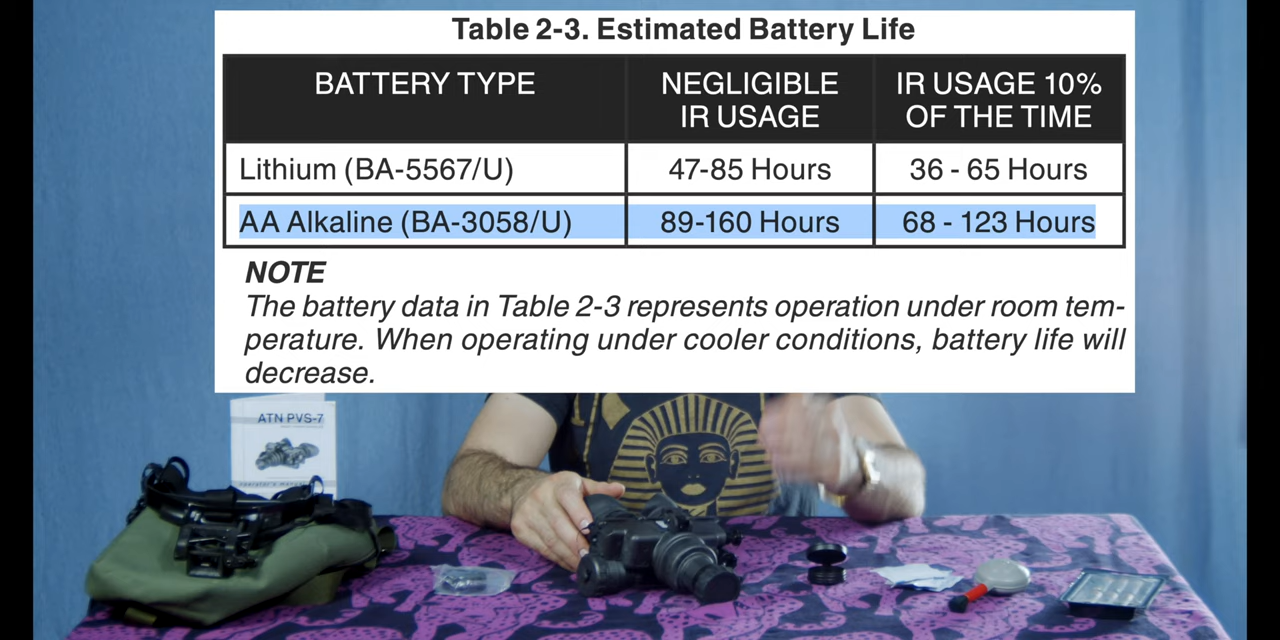 Table 2-3. Estimated Battery Life
BATTERY TYPE
NEGLIGIBLE
IR USAGE
IR USAGE 10%
OF THE TIME
Lithium (BA-5567/U)
47-85 Hours
36 - 65 Hours
AA Alkaline (BA-3058/U)
89-160 Hours
68 - 123 Hours
NOTE
The battery data in Table 2-3 represents operation under room tem-
perature. When operating under cooler conditions, battery life will
decrease.
ATN PVS-7
operator's manual